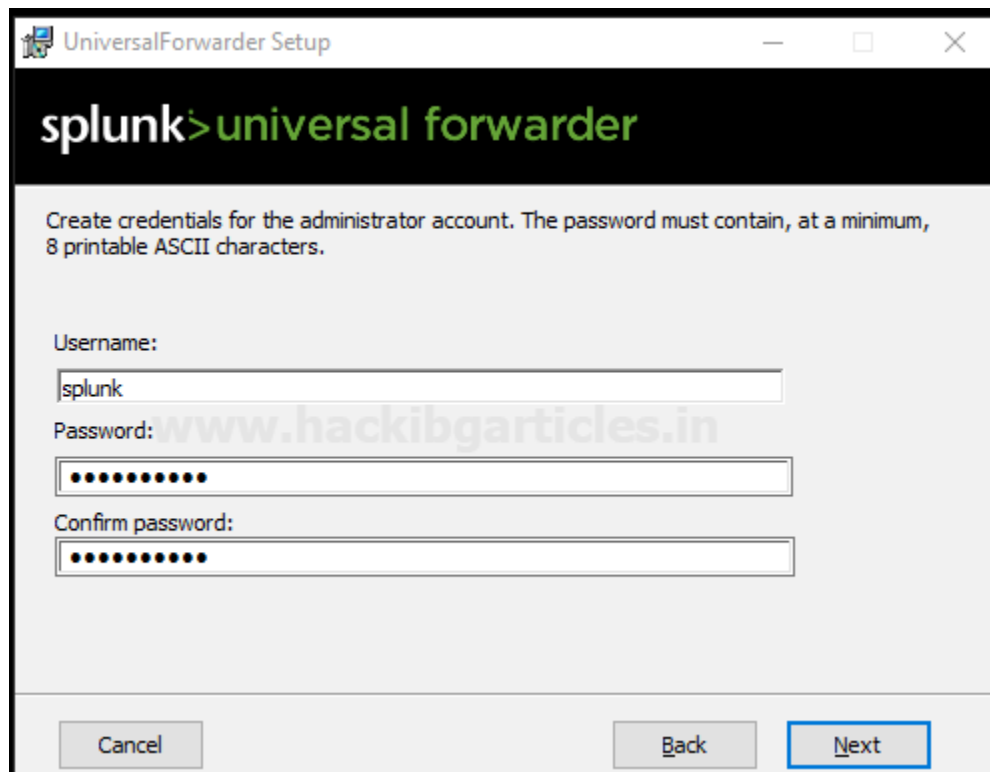 UniversalForwarder Setup
splunk>universal forwarder
Create credentials for the administrator account. The password must contain, at a minimum,
8 printable ASCII characters.
Username:
splunk
www.hackibgarticles.in
Password:
••••••••••
Confirm password:
••••••••••
Cancel
Back
Next